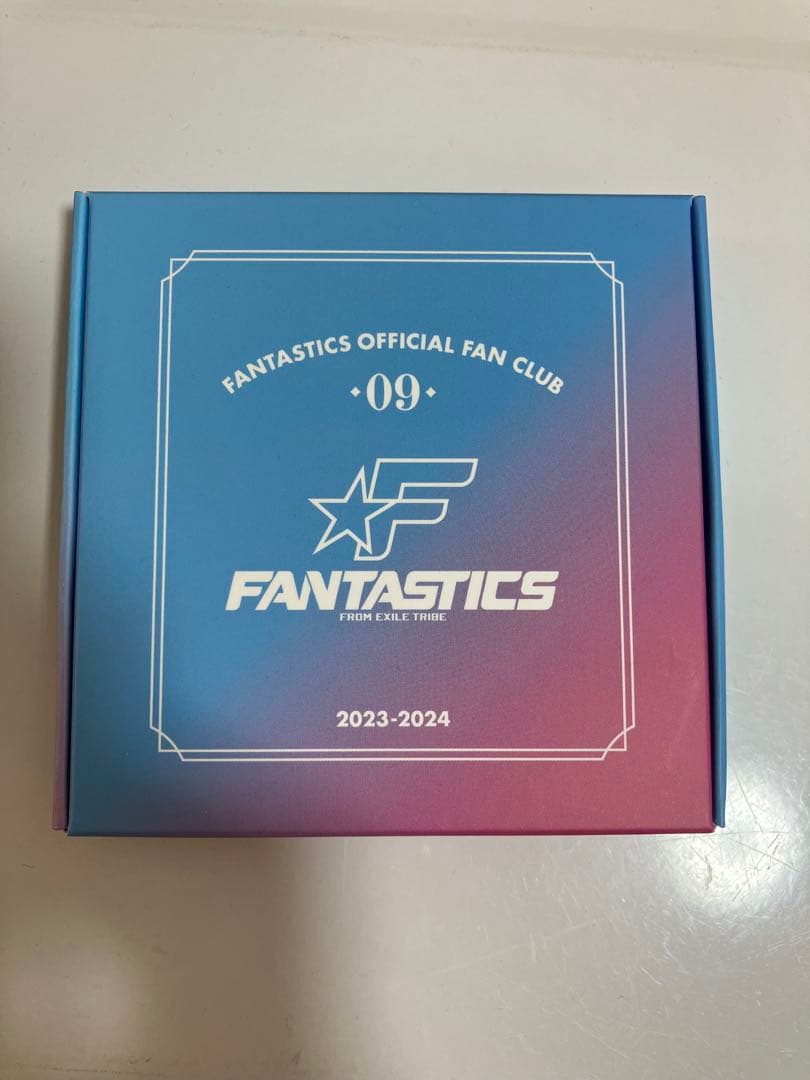 FANTASTICS OFFICIAL FAN CLUB
09
F
FANTASTICS
FROM EXILE TRIBE
2023-2024